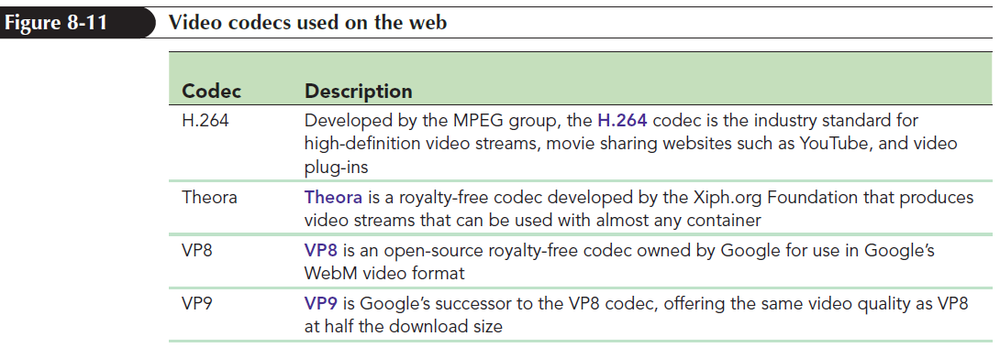 Figure 8-11 Video codecs used on the web
Codec Description
H.264 Developed by the MPEG group, the H.264 codec is the industry standard for
high-definition video streams, movie sharing websites such as YouTube, and video
plug-ins
Theora Theora is a royalty-free codec developed by the Xiph.org Foundation that produces
video streams that can be used with almost any container
VP8 VP8 is an open-source royalty-free codec owned by Google for use in Google’s
WebM video format
VP9 VP9 is Google’s successor to the VP8 codec, offering the same video quality as VP8
at half the download size